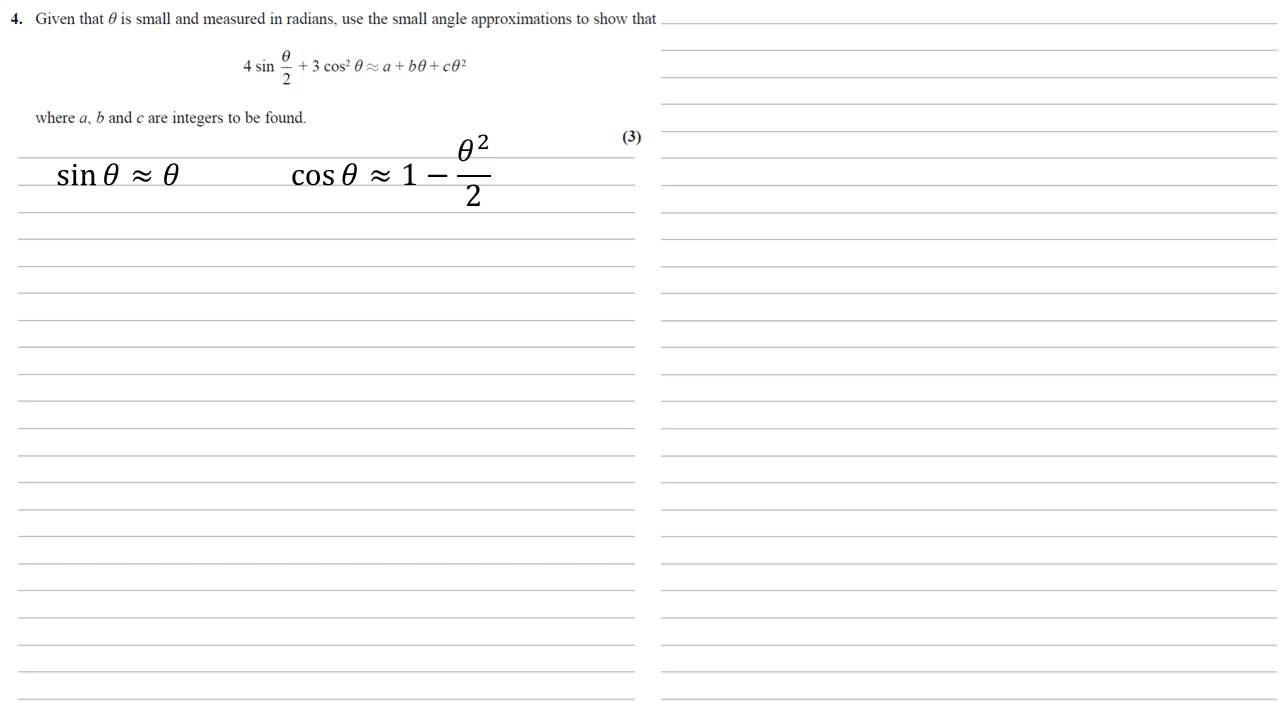 4. Given that θ is small and measured in radians, use the small angle approximations to show that
4 sin θ/2 + 3 cos² θ ≈ a + bθ + cθ²
where a, b and c are integers to be found.
(3)
sin θ ≈ θ cos θ ≈ 1 − θ²/2